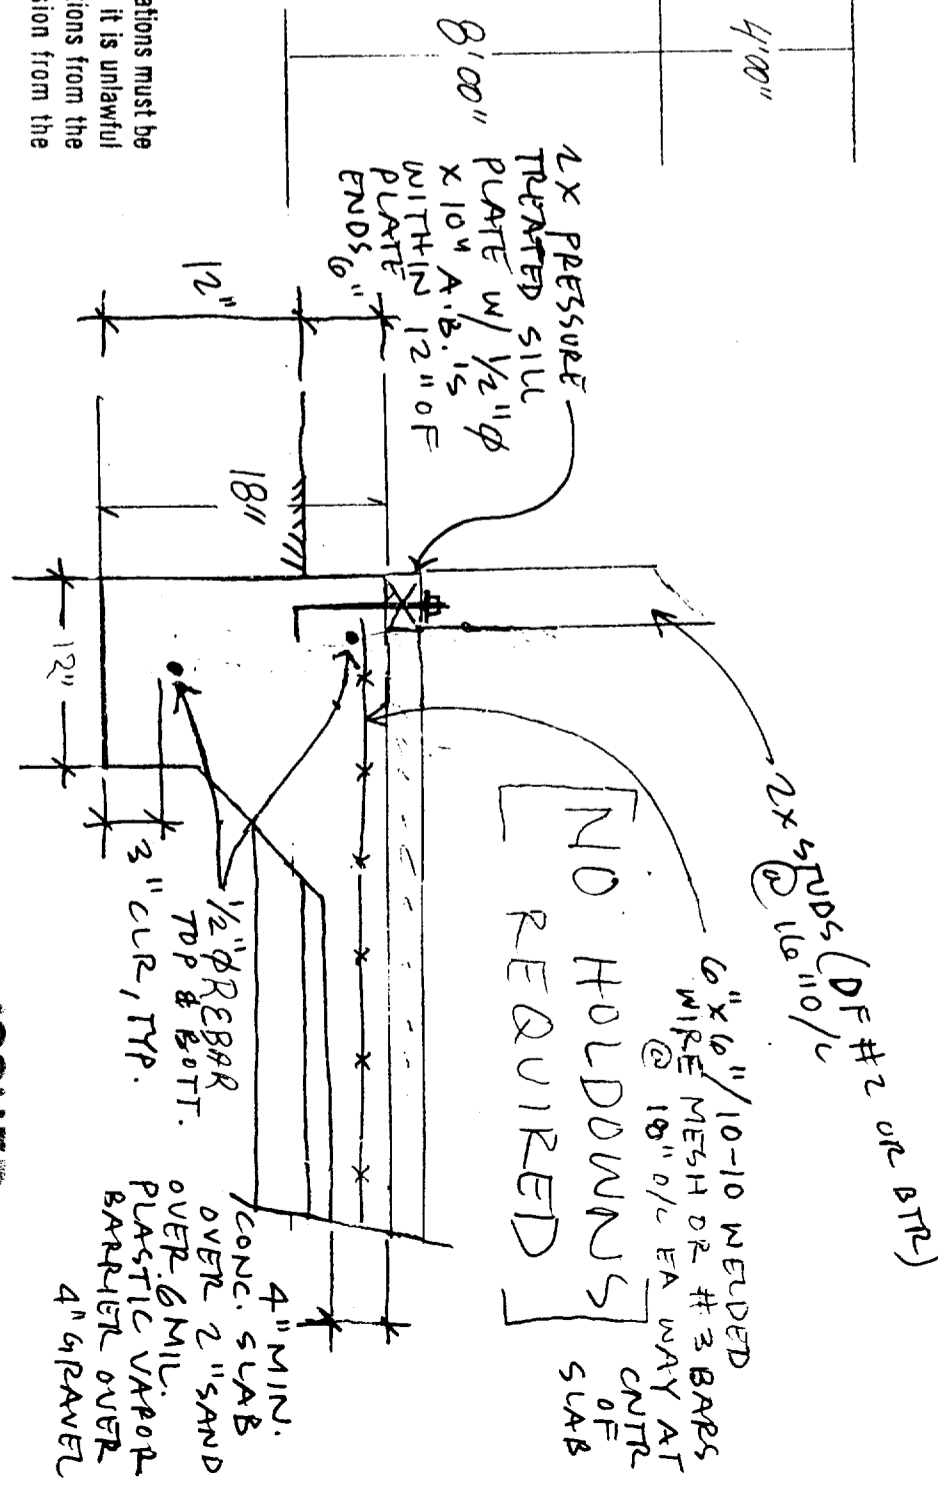 4'00"
8'00"
ations must be
it is unlawful
ions from the
sion from the
2X PRESSURE
TREATED SILL
PLATE W/ 1/2"φ
X 10" A.B.'S
WITHIN 12" OF
PLATE
ENDS
6"
12"
18"
12"
2X STUDS (DF #2 OR BTR)
@ 16" O/C
6"X6"/10-10 WELDED
WIRE MESH OR #3 BARS
@ 18" O/C EA WAY AT
CNTR
OF
SLAB
[NO HOLDOWNS
REQUIRED]
1/2"φ REBAR
TOP & BOTT.
3" CLR, TYP.
4" MIN.
CONC. SLAB
OVER 2" SAND
OVER 6 MIL.
PLASTIC VAPOR
BARRIER OVER
4" GRAVEL